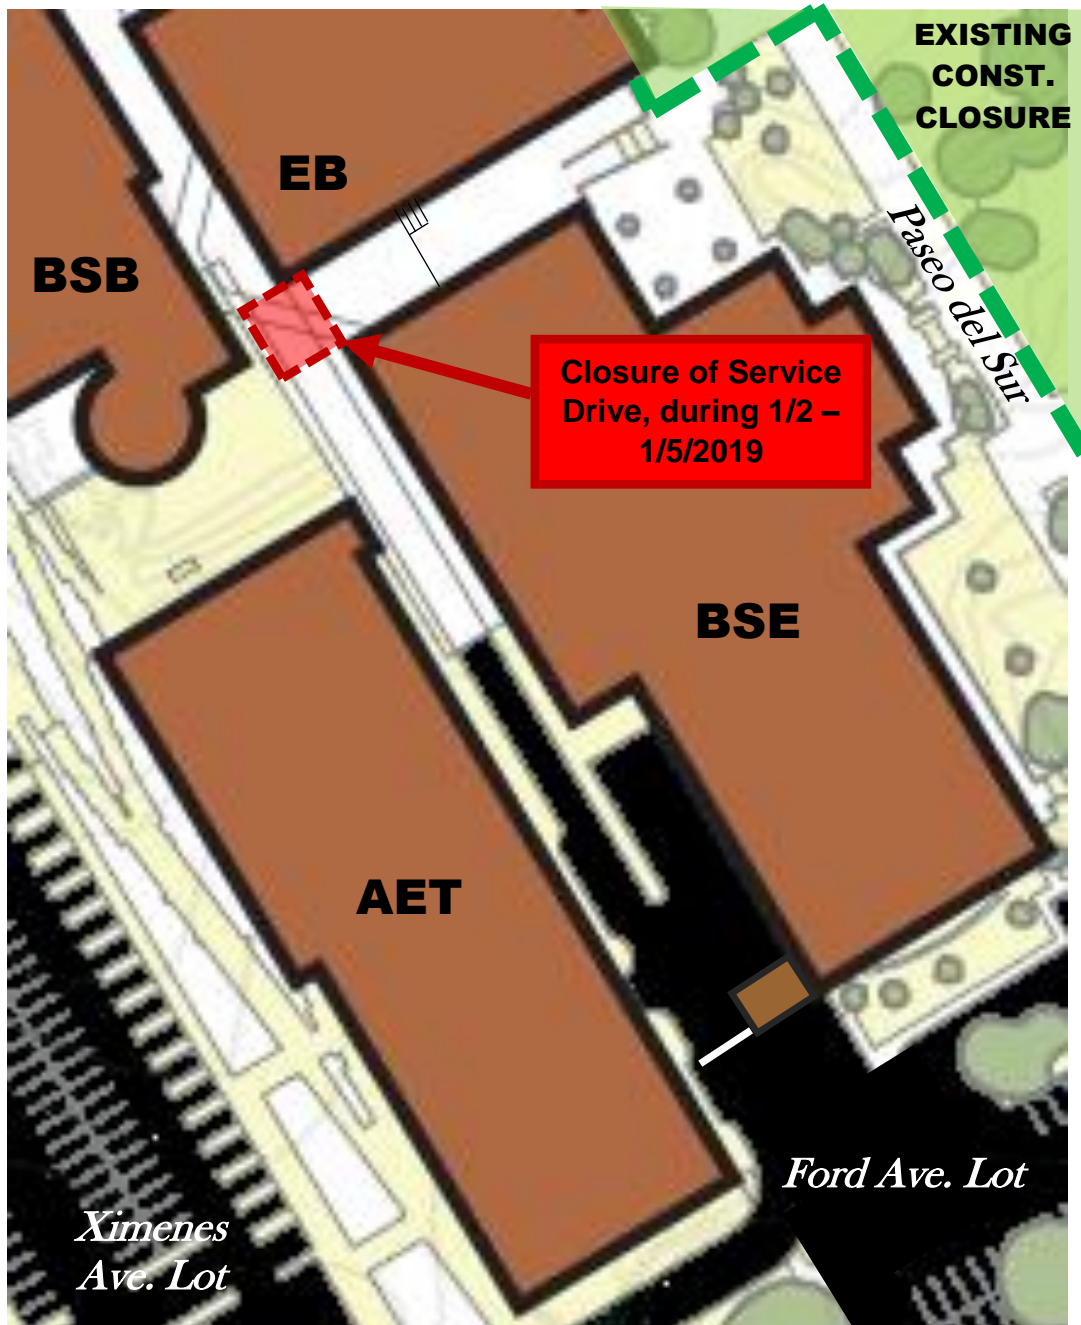 EXISTING
CONST.
CLOSURE
EB
BSB
Paseo del Sur
Closure of Service
Drive, during 1/2 –
1/5/2019
BSE
AET
Ford Ave. Lot
Ximenes
Ave. Lot